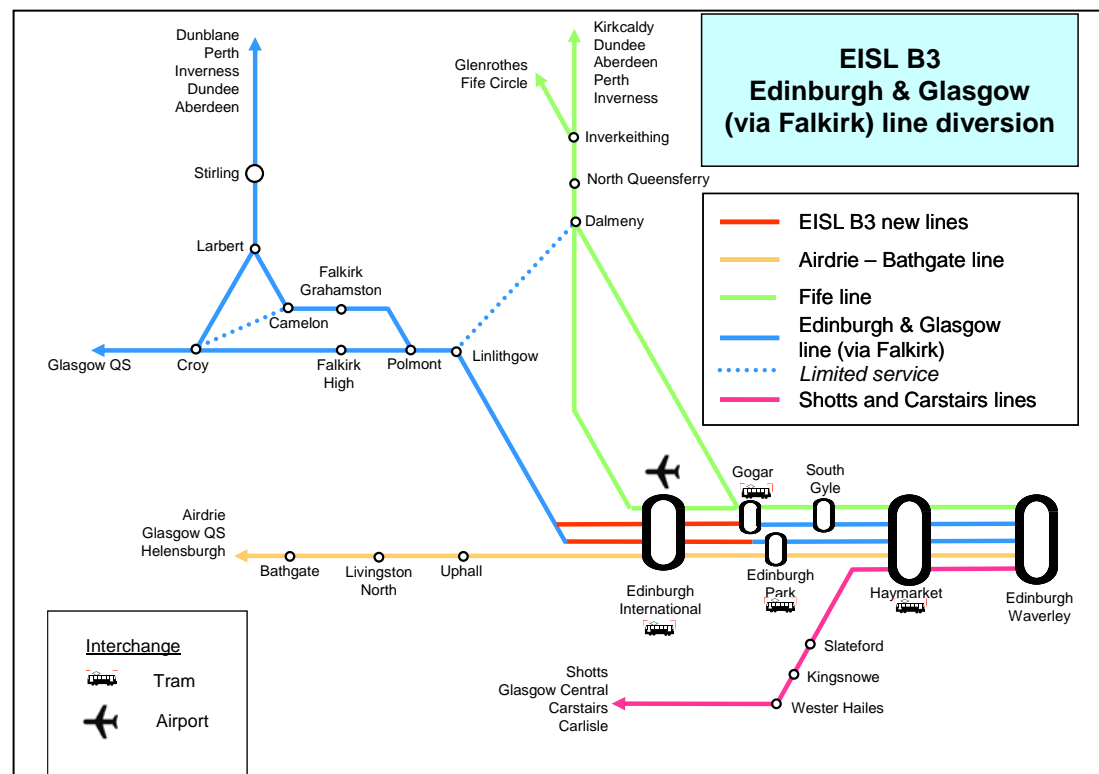 Dunblane
Perth
Inverness
Dundee
Aberdeen
Kirkcaldy
Dundee
Aberdeen
Perth
Inverness
Glenrothes
Fife Circle
EISL B3
Edinburgh & Glasgow
(via Falkirk) line diversion
Inverkeithing
Stirling
North Queensferry
Dalmeny
Larbert
Falkirk
Grahamston
Camelon
Glasgow QS
Croy
Falkirk
High
Polmont
Linlithgow
EISL B3 new lines
Airdrie – Bathgate line
Fife line
Edinburgh & Glasgow
line (via Falkirk)
Limited service
Shotts and Carstairs lines
Gogar
South
Gyle
Airdrie
Glasgow QS
Helensburgh
Bathgate
Livingston
North
Uphall
Edinburgh
International
Edinburgh
Park
Haymarket
Edinburgh
Waverley
Slateford
Kingsnowe
Wester Hailes
Shotts
Glasgow Central
Carstairs
Carlisle
Interchange
Tram
Airport